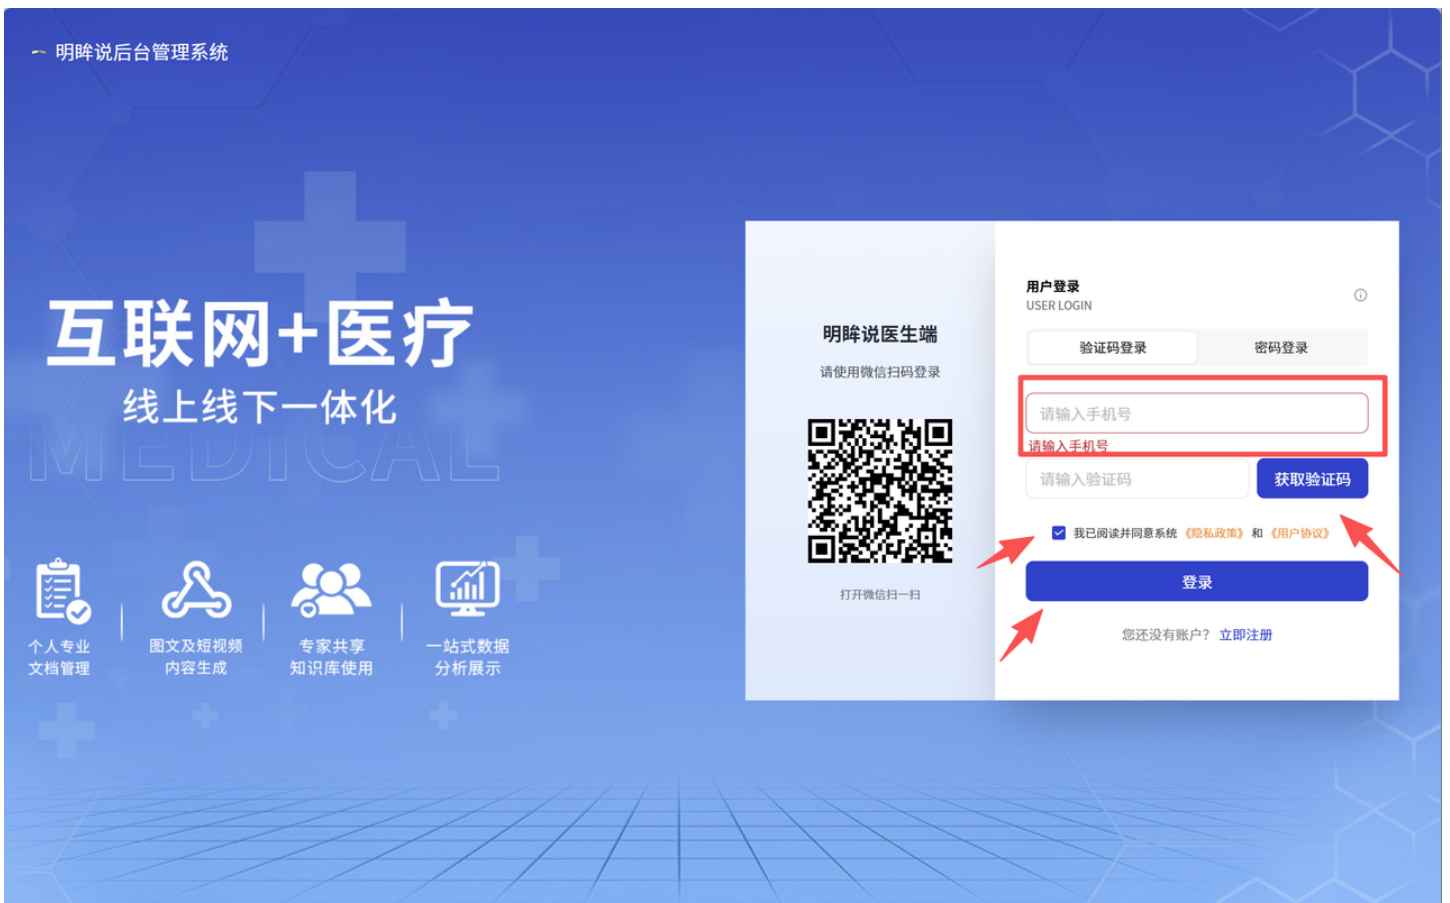 明眸说后台管理系统
互联网+医疗
线上线下一体化
MEDICAL
个人专业
文档管理
图文及短视频
内容生成
专家共享
知识库使用
一站式数据
分析展示
明眸说医生端
请使用微信扫码登录
打开微信扫一扫
用户登录
USER LOGIN
验证码登录 密码登录
请输入手机号
请输入手机号
请输入验证码 获取验证码
我已阅读并同意系统《隐私政策》和《用户协议》
登录
您还没有账户？ 立即注册